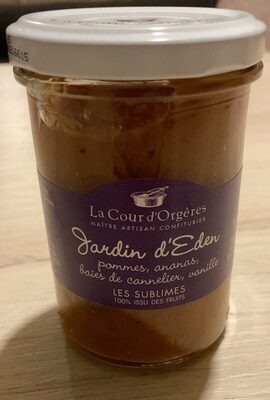 6615
La Cour d'Orgères
MAÎTRE ARTISAN CONFITURIER
Jardin d'Eden
pommes, ananas,
baies de cannelier, vanille
LES SUBLIMES
100% ISSU DES FRUITS